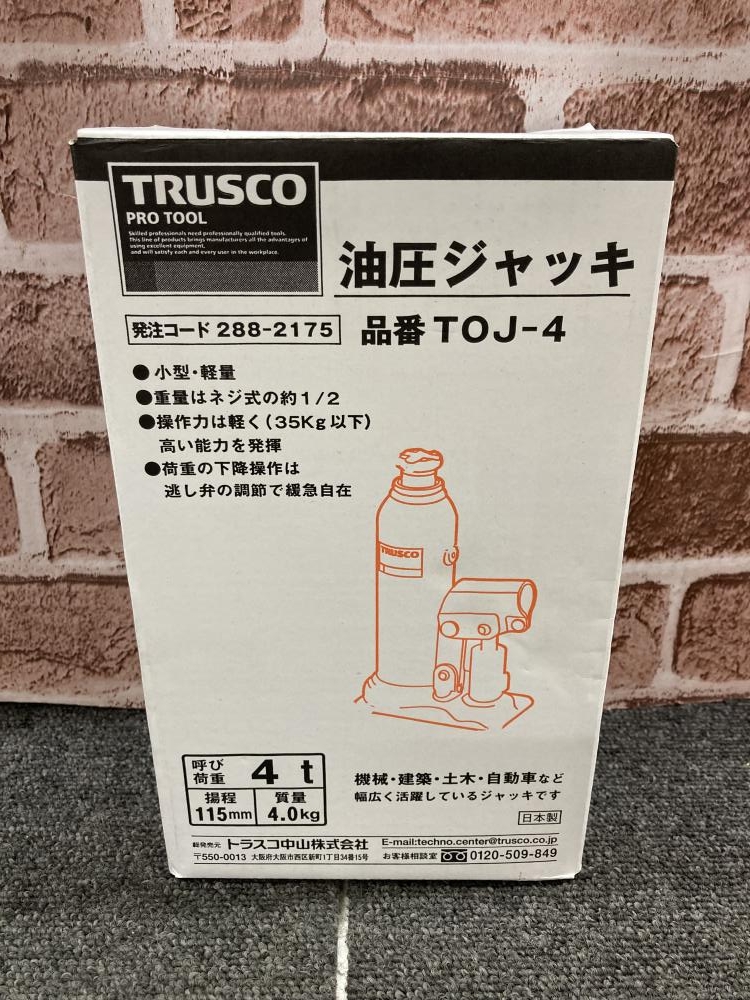 TRUSCO
PRO TOOL
Skilled professionals need professionally qualified tools.
This line of products brings manufacturers all the advantages of
using excellent equipment,
and will satisfy each and every user in the workplace.
油圧ジャッキ
発注コード 288-2175
品番 TOJ-4
●小型・軽量
●重量はネジ式の約1/2
●操作力は軽く(35Kg以下)
高い能力を発揮
●荷重の下降操作は
逃し弁の調節で緩急自在
TRUSCO
呼び荷重 4t
揚程 115mm
質量 4.0kg
機械・建築・土木・自動車など
幅広く活躍しているジャッキです
日本製
総発売元 トラスコ中山株式会社
〒550-0013 大阪府大阪市西区新町1丁目34番15号
E-mail:techno.center@trusco.co.jp
お客様相談室 0120-509-849